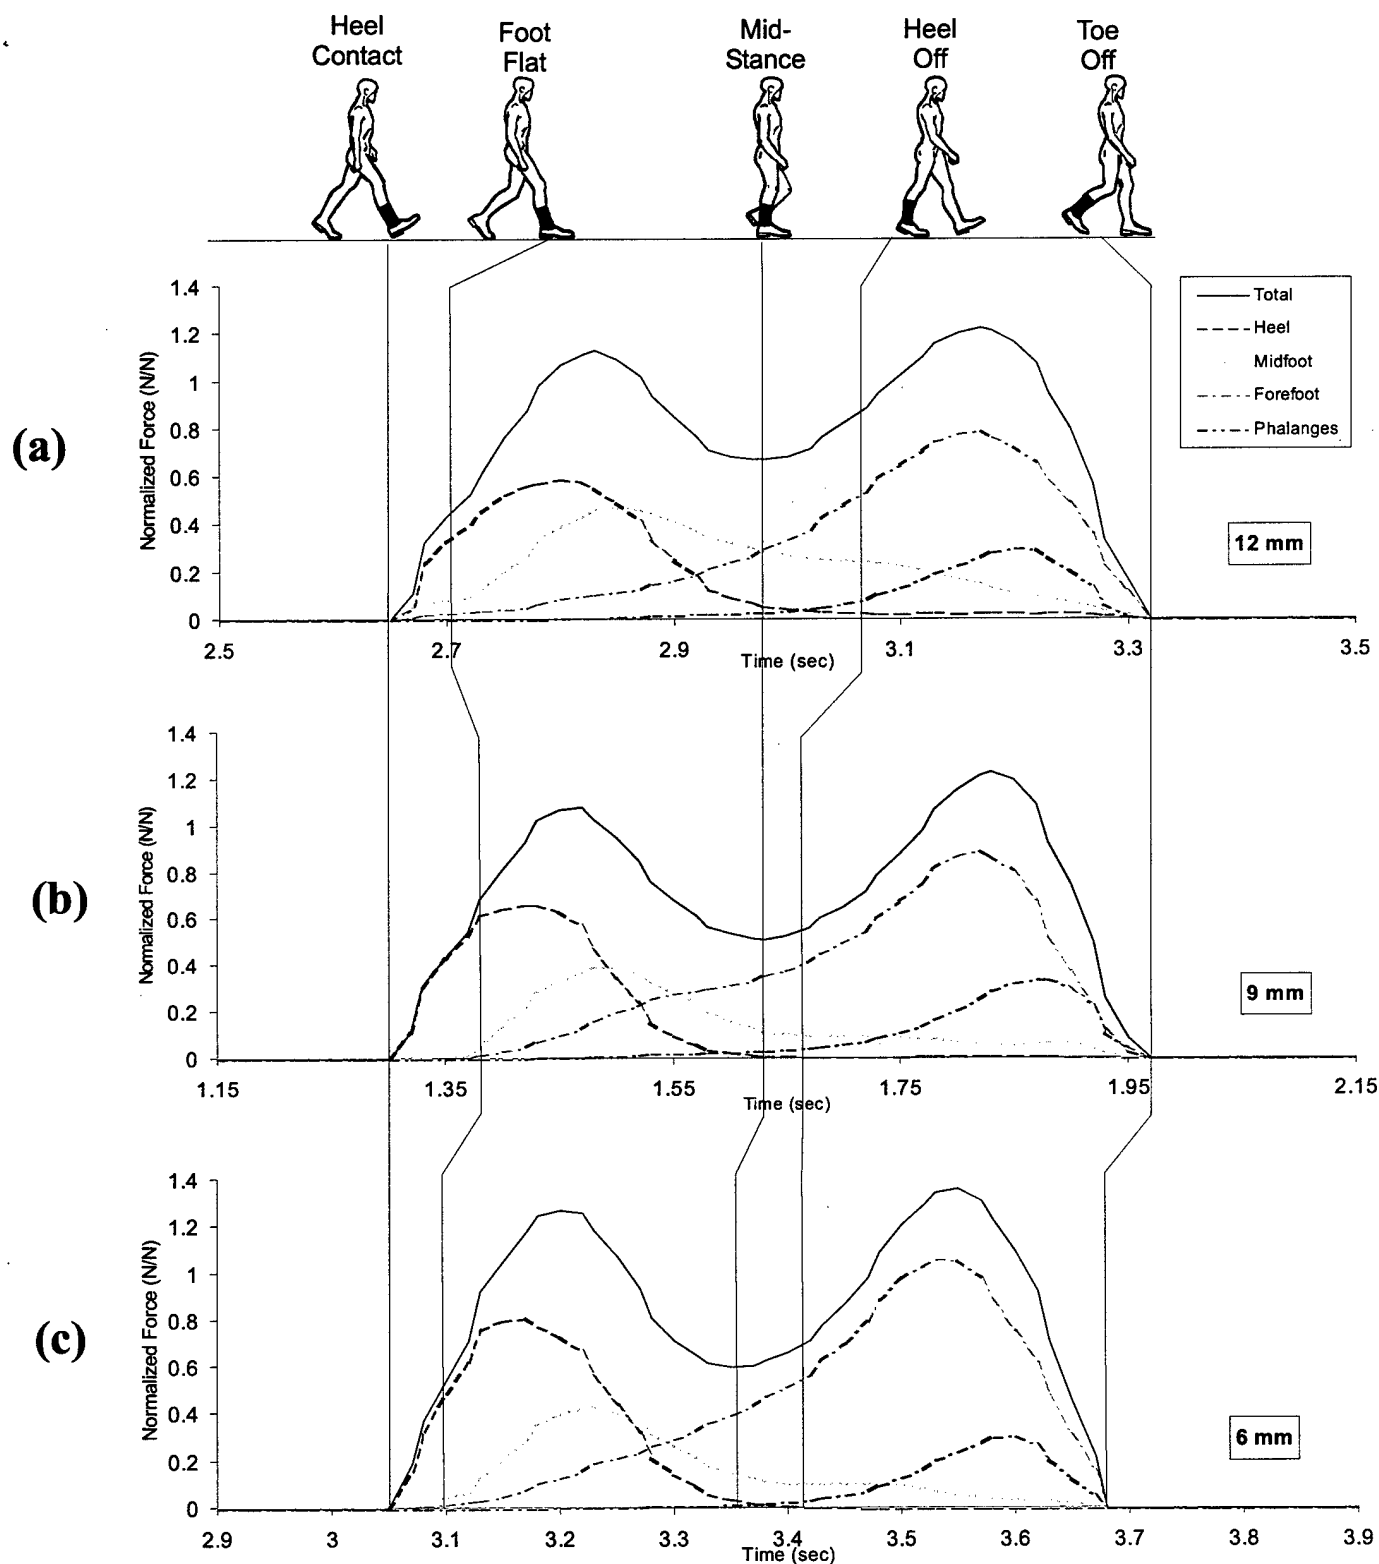 Heel
Contact
Foot
Flat
Mid-
Stance
Heel
Off
Toe
Off
(a)
Normalized Force (N/N)
1.4
1.2
1
0.8
0.6
0.4
0.2
0
2.5
2.7
2.9
3.1
3.3
3.5
Time (sec)
Total
Heel
Midfoot
Forefoot
Phalanges
12 mm
(b)
Normalized Force (N/N)
1.4
1.2
1
0.8
0.6
0.4
0.2
0
1.15
1.35
1.55
1.75
1.95
2.15
Time (sec)
9 mm
(c)
Normalized Force (N/N)
1.4
1.2
1
0.8
0.6
0.4
0.2
0
2.9
3
3.1
3.2
3.3
3.4
3.5
3.6
3.7
3.8
3.9
Time (sec)
6 mm